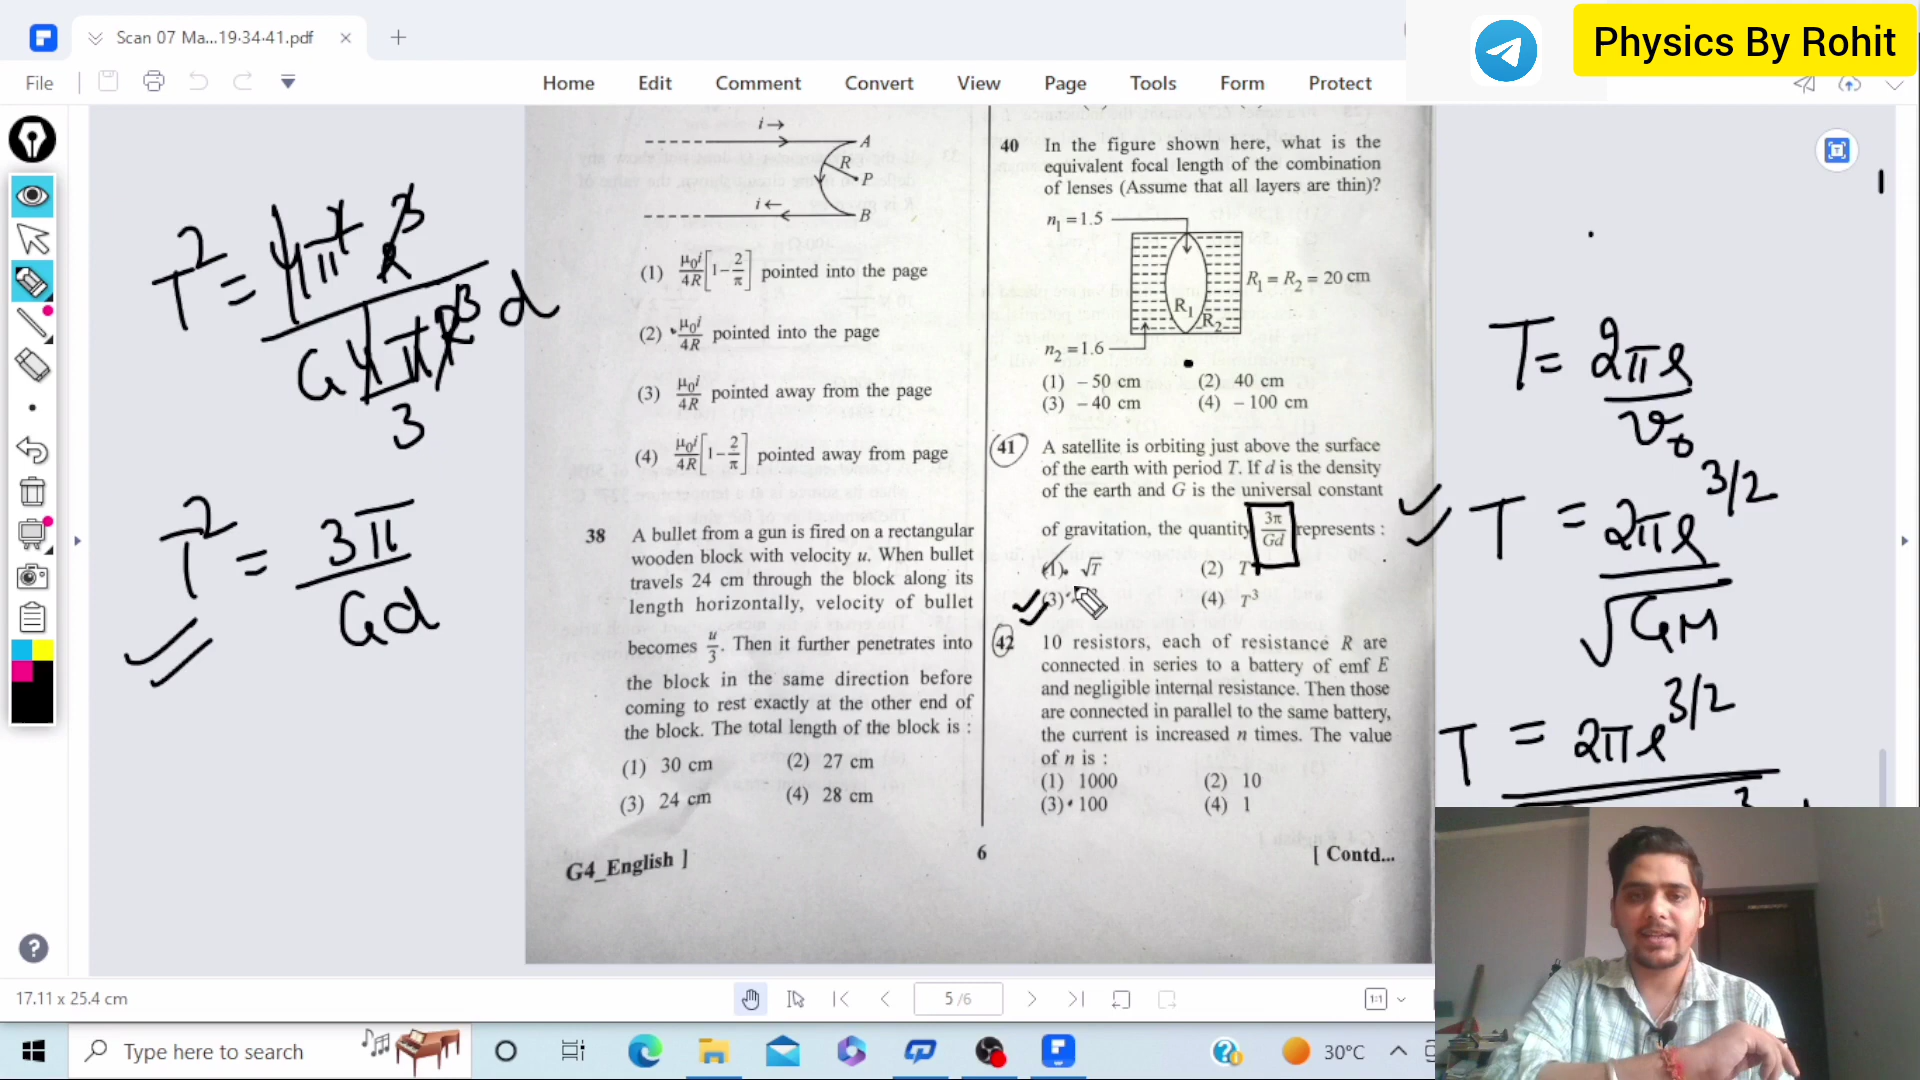 Scan 07 Ma...19·34·41.pdf
Physics By Rohit
File
Home Edit Comment Convert View Page Tools Form Protect
i→
A
R
P
i←
B
(1) μ₀i/4R [1−2/π] pointed into the page
(2) μ₀i/4R pointed into the page
(3) μ₀i/4R pointed away from the page
(4) μ₀i/4R [1−2/π] pointed away from page
38 A bullet from a gun is fired on a rectangular
wooden block with velocity u. When bullet
travels 24 cm through the block along its
length horizontally, velocity of bullet
becomes u/3. Then it further penetrates into
the block in the same direction before
coming to rest exactly at the other end of
the block. The total length of the block is :
(1) 30 cm (2) 27 cm
(3) 24 cm (4) 28 cm
G4_English ]
6
40 In the figure shown here, what is the
equivalent focal length of the combination
of lenses (Assume that all layers are thin)?
n₁ = 1.5
R₁ = R₂ = 20 cm
R₁
R₂
n₂ = 1.6
(1) − 50 cm (2) 40 cm
(3) − 40 cm (4) − 100 cm
41 A satellite is orbiting just above the surface
of the earth with period T. If d is the density
of the earth and G is the universal constant
of gravitation, the quantity 3π/Gd represents :
(1) √T (2) T
(3) (4) T³
42 10 resistors, each of resistance R are
connected in series to a battery of emf E
and negligible internal resistance. Then those
are connected in parallel to the same battery,
the current is increased n times. The value
of n is :
(1) 1000 (2) 10
(3) 100 (4) 1
[ Contd...
T² = 4π² R³ / G 4πR³ d
3
T² = 3π / Gd
T = 2πr / v₀
T = 2πr^3/2 / √GM
T = 2πr^3/2
17.11 x 25.4 cm
5 /6
1:1
Type here to search
30°C